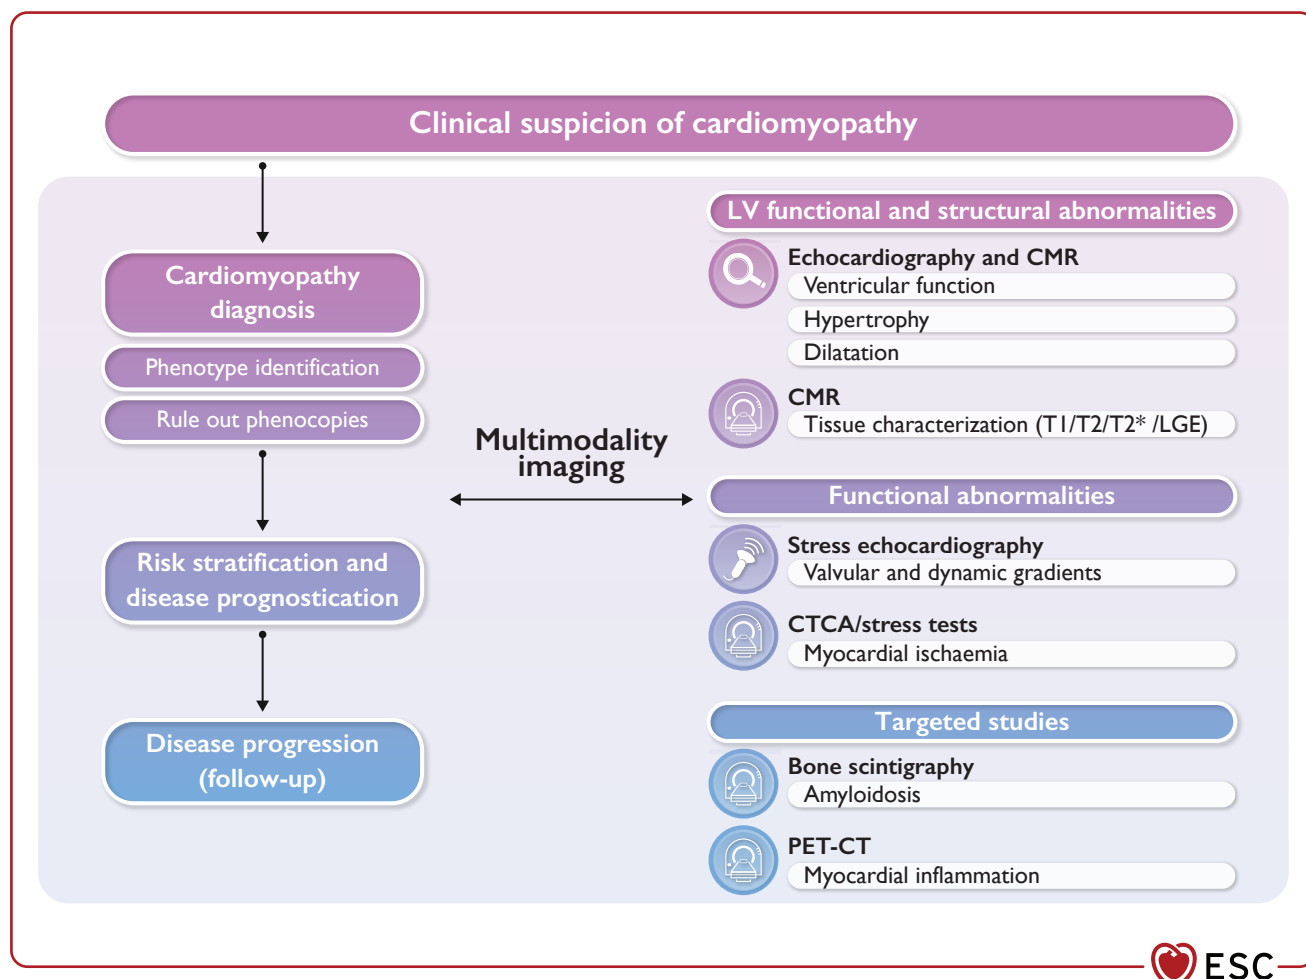 Clinical suspicion of cardiomyopathy
Cardiomyopathy
diagnosis
Phenotype identification
Rule out phenocopies
Risk stratification and
disease prognostication
Disease progression
(follow-up)
Multimodality
imaging
LV functional and structural abnormalities
Echocardiography and CMR
Ventricular function
Hypertrophy
Dilatation
CMR
Tissue characterization (T1/T2/T2* /LGE)
Functional abnormalities
Stress echocardiography
Valvular and dynamic gradients
CTCA/stress tests
Myocardial ischaemia
Targeted studies
Bone scintigraphy
Amyloidosis
PET-CT
Myocardial inflammation
ESC